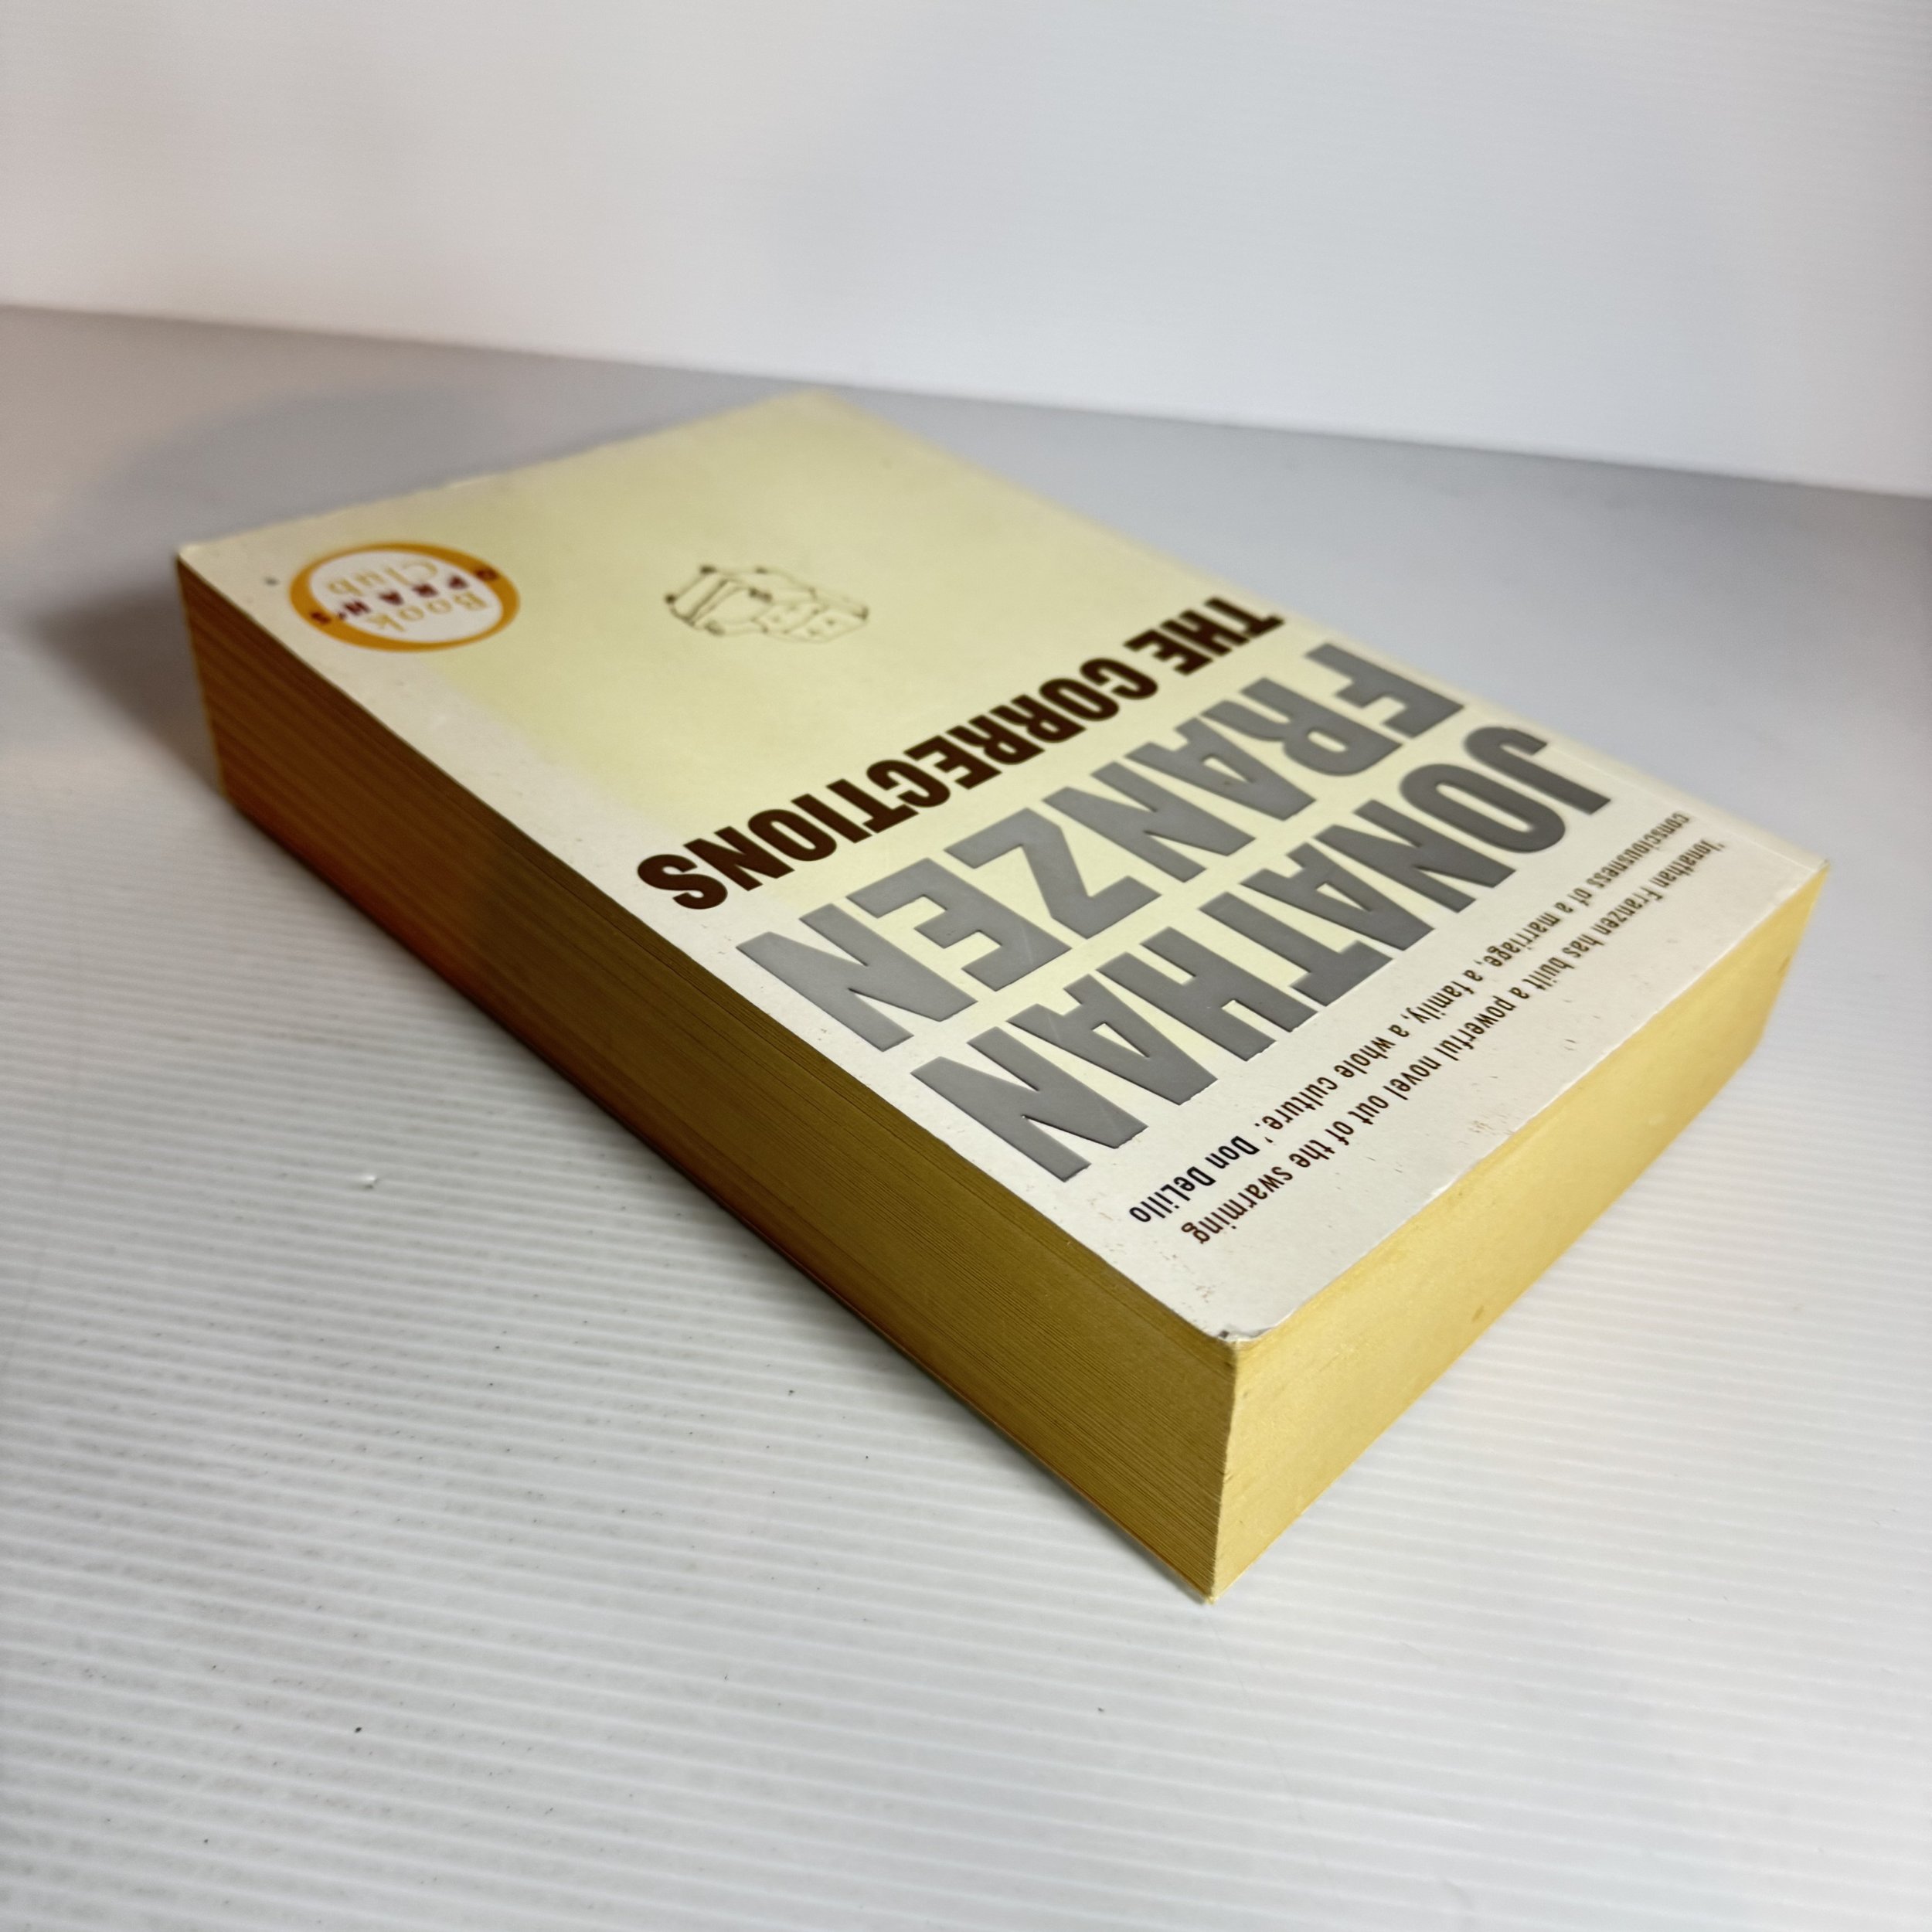 'Jonathan Franzen has built a powerful novel out of the swarming
consciousness of a marriage, a family, a whole culture.' Don DeLillo
JONATHAN
FRANZEN
THE CORRECTIONS
OPRAH'S
Book
Club